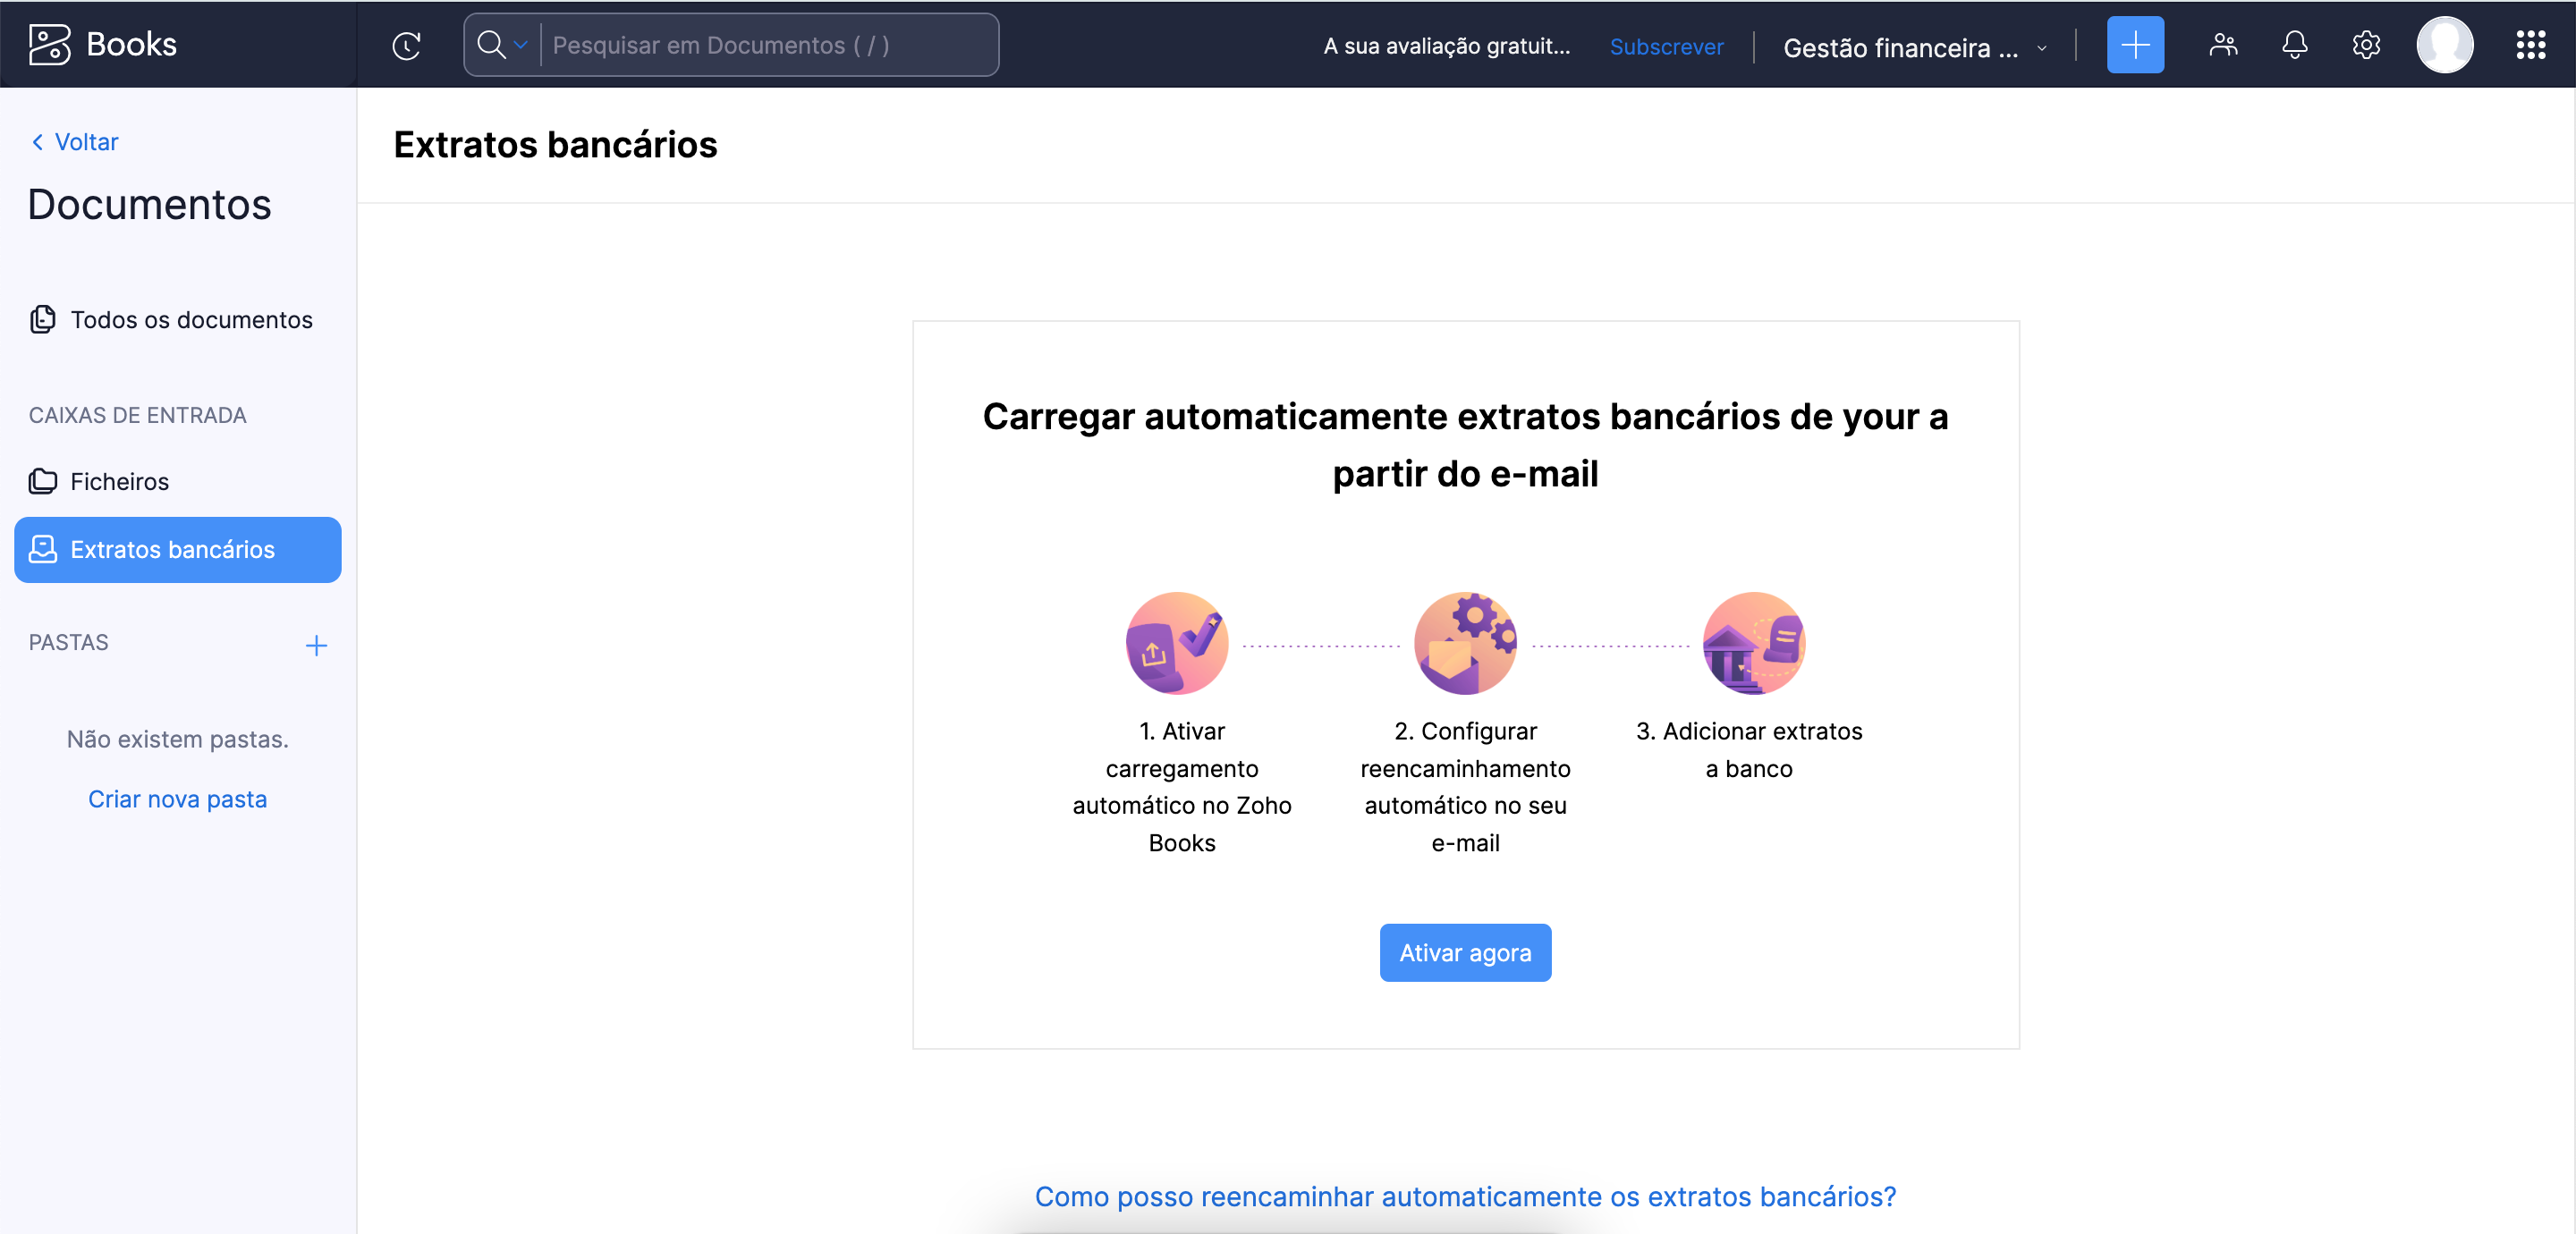 Books
Pesquisar em Documentos ( / )
A sua avaliação gratuit...
Subscrever
Gestão financeira ...
Voltar
Documentos
Todos os documentos
CAIXAS DE ENTRADA
Ficheiros
Extratos bancários
PASTAS
Não existem pastas.
Criar nova pasta
Extratos bancários
Carregar automaticamente extratos bancários de your a
partir do e-mail
1. Ativar
carregamento
automático no Zoho
Books
2. Configurar
reencaminhamento
automático no seu
e-mail
3. Adicionar extratos
a banco
Ativar agora
Como posso reencaminhar automaticamente os extratos bancários?